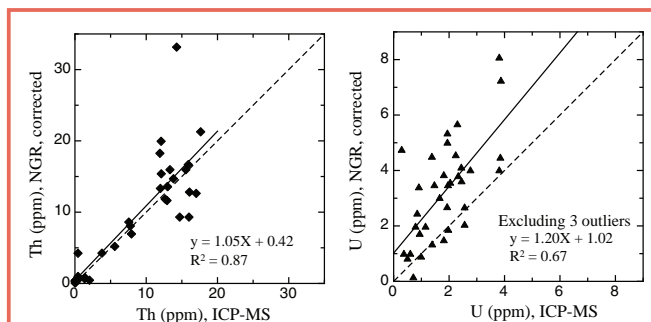 Th (ppm), NGR, corrected
30
20
10
0
0
10
20
30
Th (ppm), ICP-MS
y = 1.05X + 0.42
R² = 0.87
U (ppm), NGR, corrected
8
6
4
2
0
0
2
4
6
8
U (ppm), ICP-MS
Excluding 3 outliers
y = 1.20X + 1.02
R² = 0.67